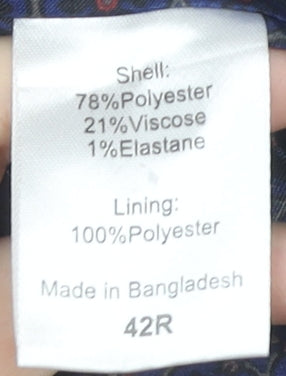 Shell:
78%Polyester
21%Viscose
1%Elastane
Lining:
100%Polyester
Made in Bangladesh
42R